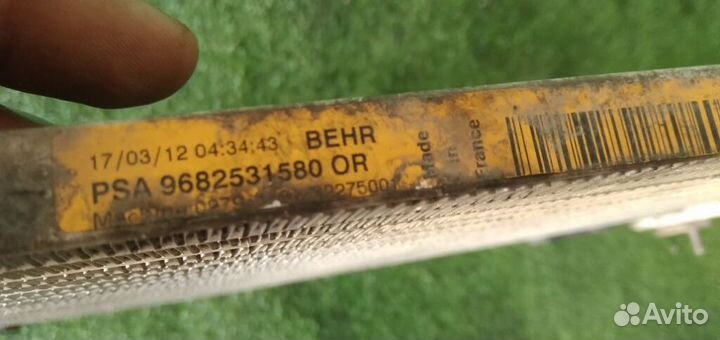 17/03/12 04:34:43 BEHR
PSA 9682531580 OR
Made
in
France
Avito